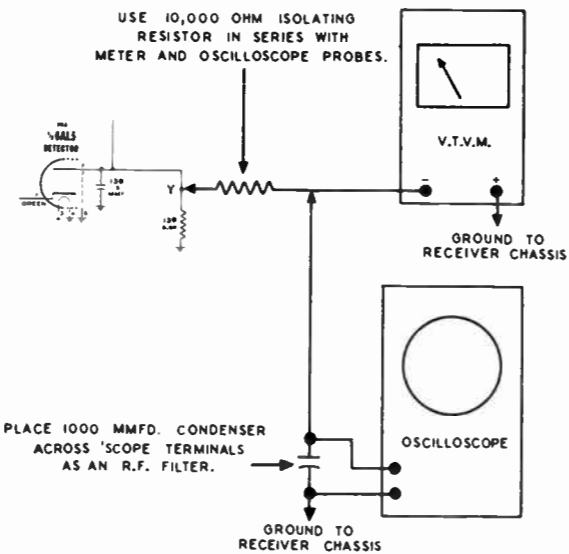 USE 10,000 OHM ISOLATING
RESISTOR IN SERIES WITH
METER AND OSCILLOSCOPE PROBES.
V.T.V.M.
- +
GROUND TO
RECEIVER CHASSIS
½6AL5
DETECTOR
GREEN
Y
OSCILLOSCOPE
PLACE 1000 MMFD. CONDENSER
ACROSS 'SCOPE TERMINALS
AS AN R.F. FILTER.
GROUND TO
RECEIVER CHASSIS